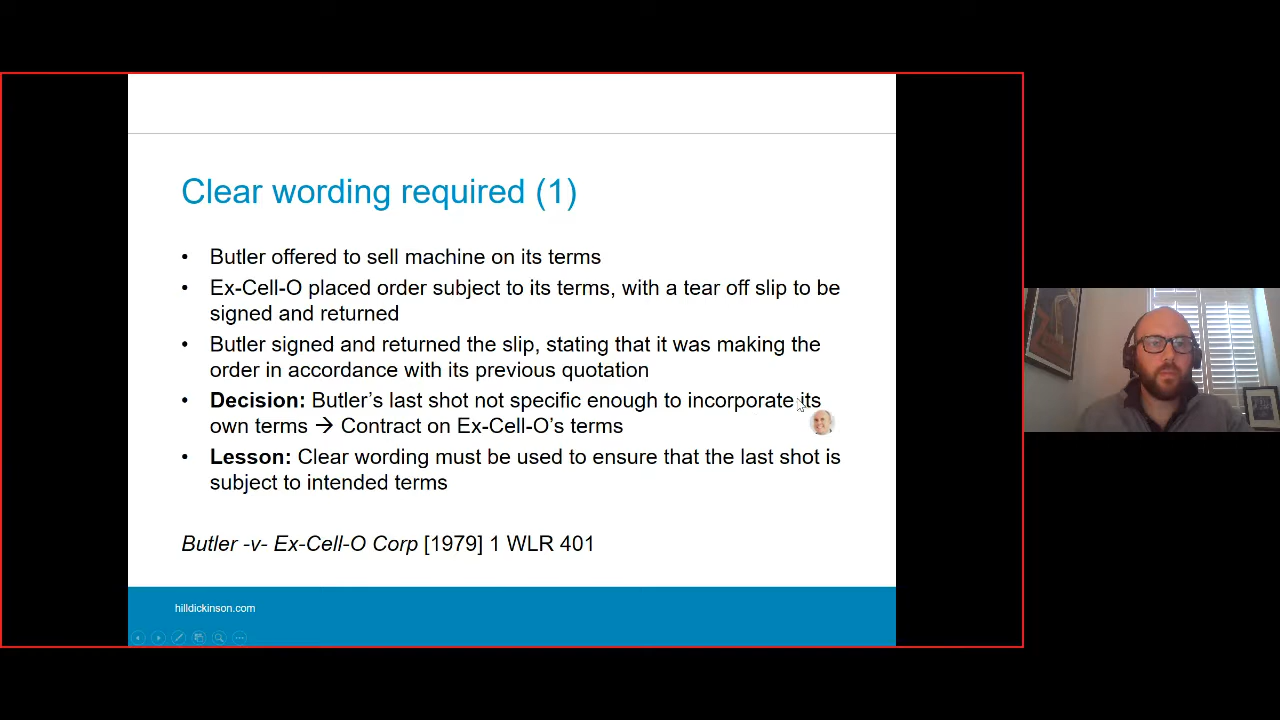 Clear wording required (1)
• Butler offered to sell machine on its terms
• Ex-Cell-O placed order subject to its terms, with a tear off slip to be
signed and returned
• Butler signed and returned the slip, stating that it was making the
order in accordance with its previous quotation
• Decision: Butler's last shot not specific enough to incorporate its
own terms → Contract on Ex-Cell-O's terms
• Lesson: Clear wording must be used to ensure that the last shot is
subject to intended terms
Butler -v- Ex-Cell-O Corp [1979] 1 WLR 401
hilldickinson.com